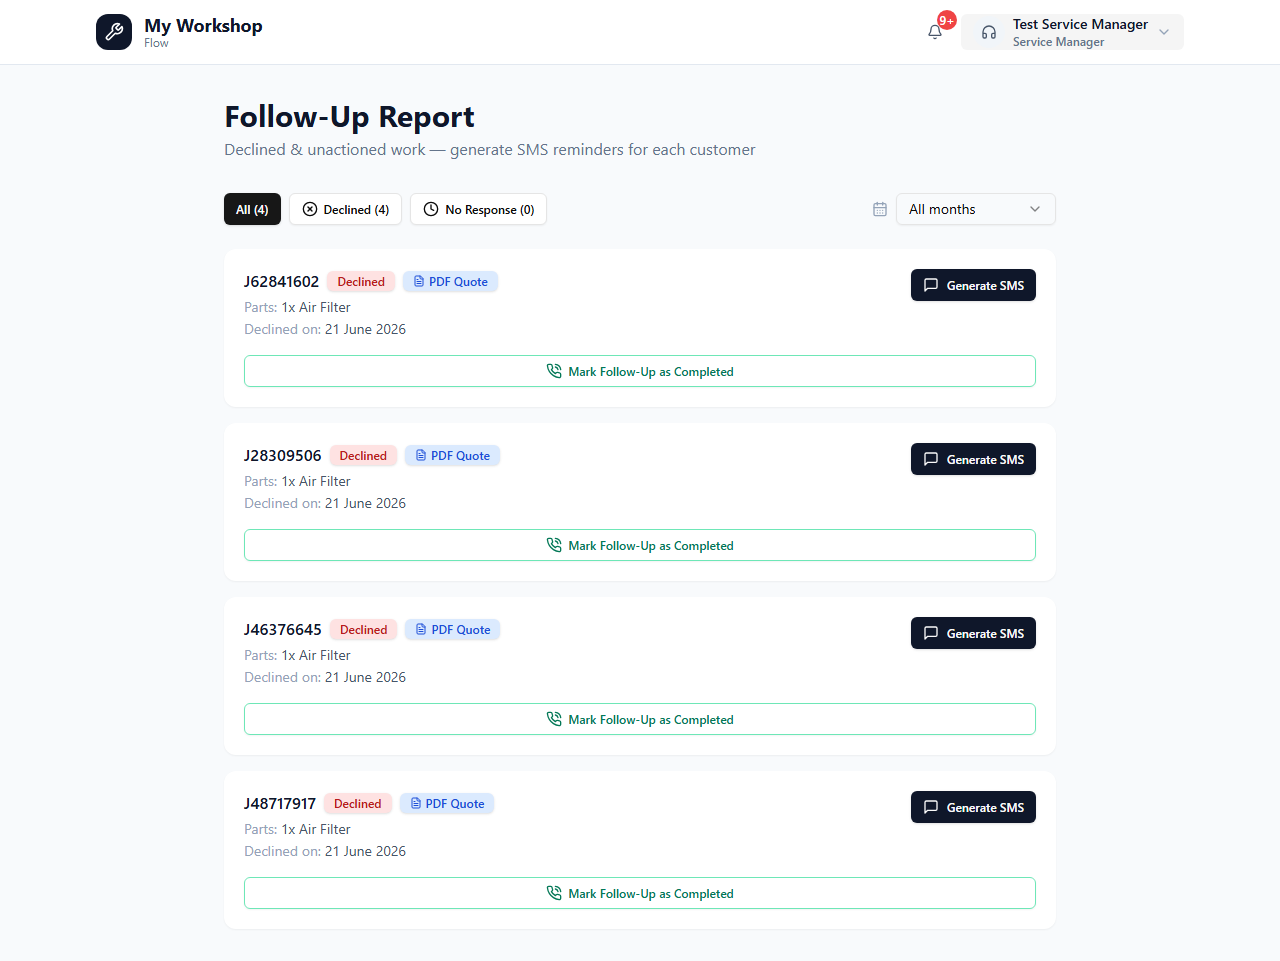 My Workshop
Flow
9+
Test Service Manager
Service Manager
Follow-Up Report
Declined & unactioned work — generate SMS reminders for each customer
All (4)
Declined (4)
No Response (0)
All months
J62841602 Declined PDF Quote
Generate SMS
Parts: 1x Air Filter
Declined on: 21 June 2026
Mark Follow-Up as Completed
J28309506 Declined PDF Quote
Generate SMS
Parts: 1x Air Filter
Declined on: 21 June 2026
Mark Follow-Up as Completed
J46376645 Declined PDF Quote
Generate SMS
Parts: 1x Air Filter
Declined on: 21 June 2026
Mark Follow-Up as Completed
J48717917 Declined PDF Quote
Generate SMS
Parts: 1x Air Filter
Declined on: 21 June 2026
Mark Follow-Up as Completed